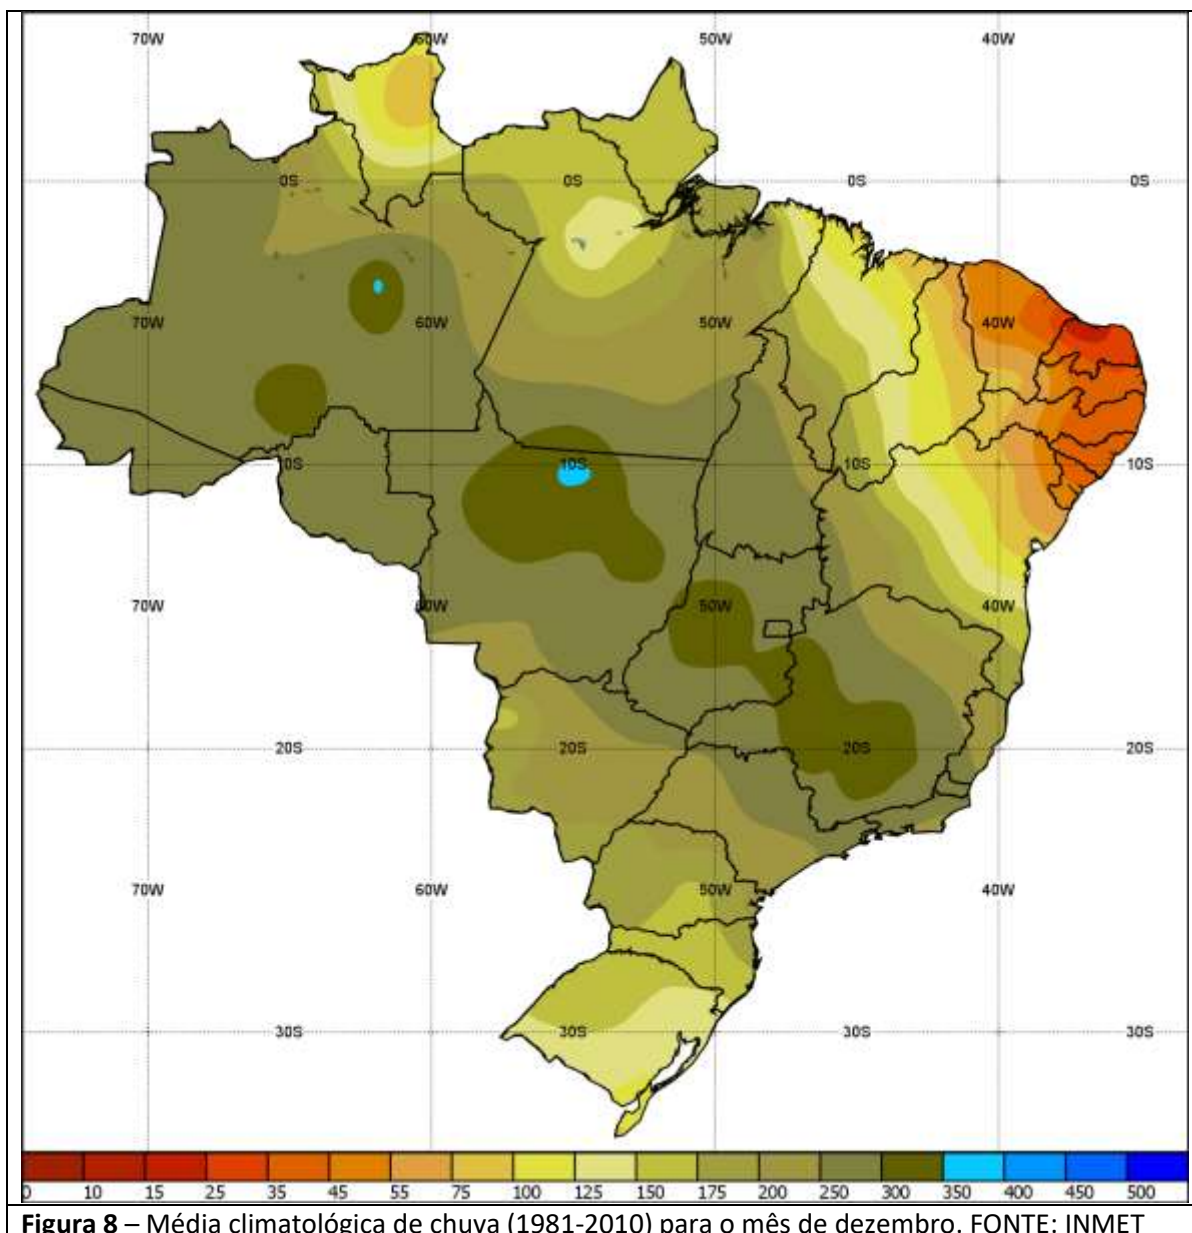 70W 60W 50W 40W
0S 0S 0S 0S
70W 60W 50W 40W
10S 10S 10S 10S
70W 60W 50W 40W
20S 20S 20S 20S
70W 60W 50W 40W
30S 30S 30S 30S
0 10 15 25 35 45 55 75 100 125 150 175 200 250 300 350 400 450 500
Figura 8 – Média climatológica de chuva (1981-2010) para o mês de dezembro. FONTE: INMET